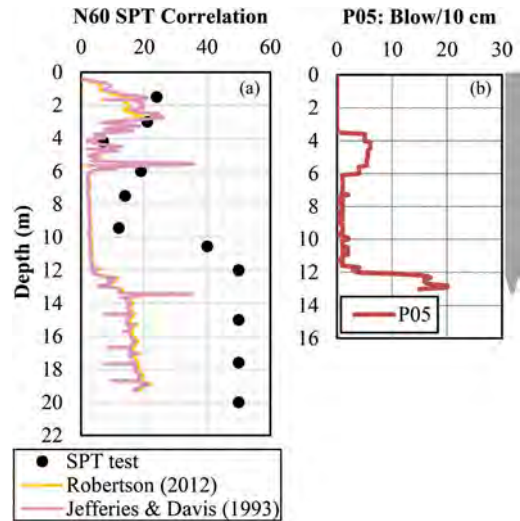 N60 SPT Correlation
0 20 40 60
(a)
0
2
4
6
8
10
12
14
16
18
20
22
Depth (m)
SPT test
Robertson (2012)
Jefferies & Davis (1993)
P05: Blow/10 cm
0 10 20 30
(b)
0
2
4
6
8
10
12
14
16
P05